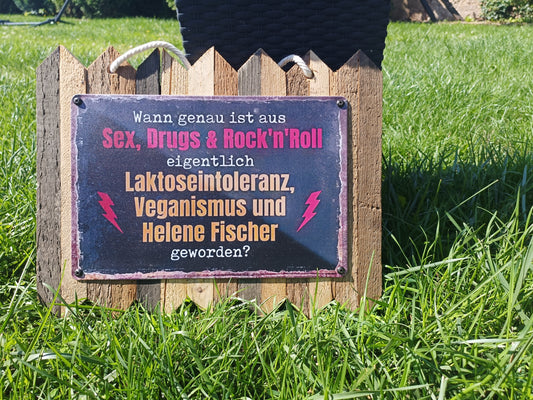 Wann genau ist aus
Sex, Drugs & Rock'n'Roll
eigentlich
Laktoseintoleranz,
Veganismus und
Helene Fischer
geworden?